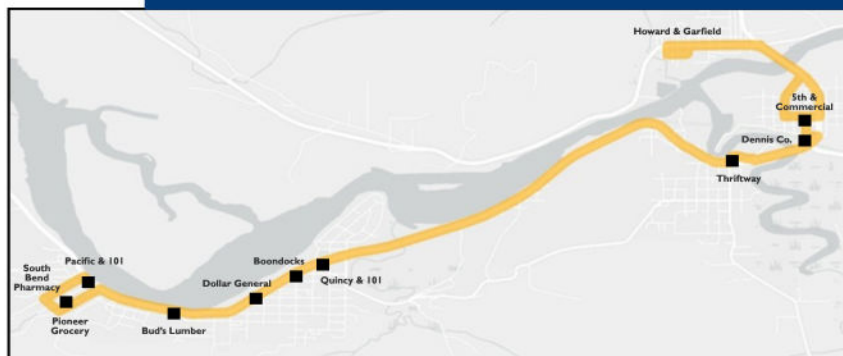 Howard & Garfield
5th &
Commercial
Dennis Co.
Thriftway
Pacific & 101
South
Bend
Pharmacy
Pioneer
Grocery
Bud's Lumber
Dollar General
Boondocks
Quincy & 101